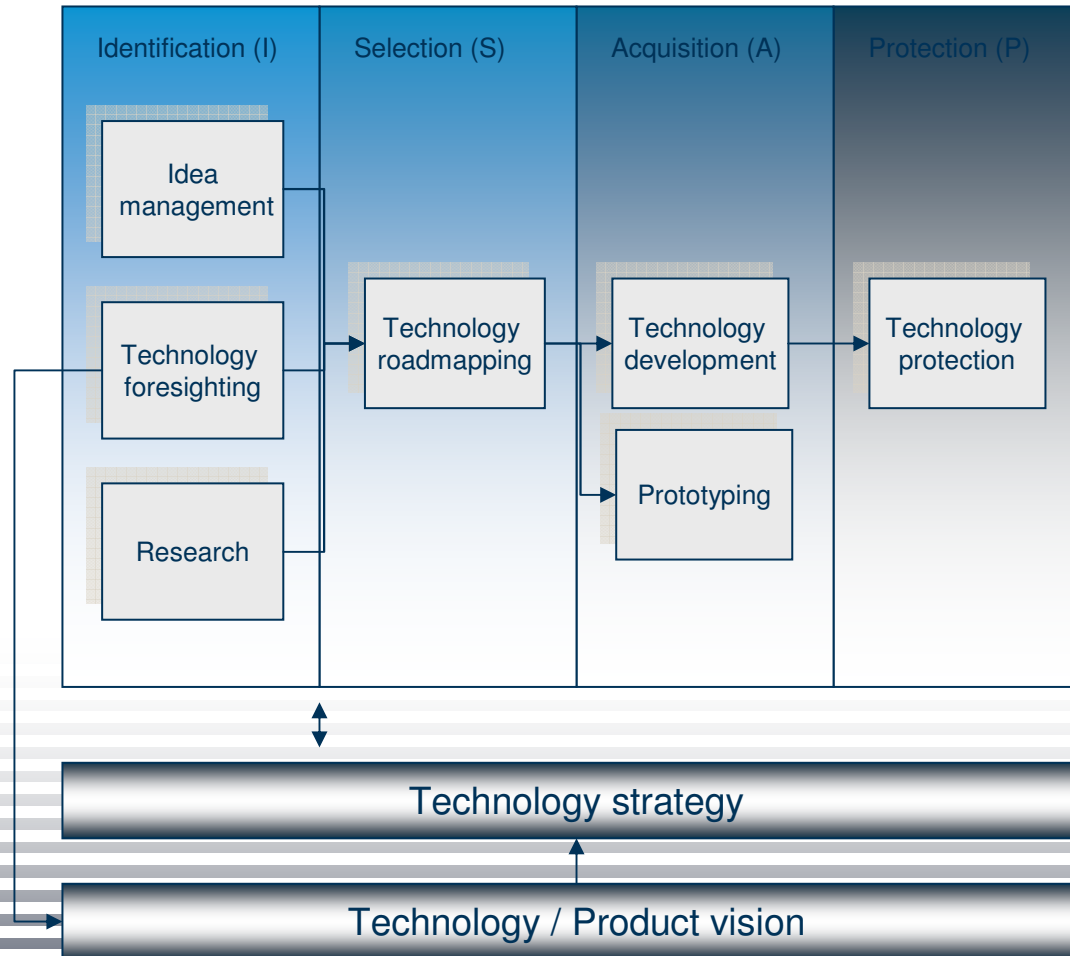 Identification (I)
Selection (S)
Acquisition (A)
Protection (P)
Idea
management
Technology
foresighting
Research
Technology
roadmapping
Technology
development
Prototyping
Technology
protection
Technology strategy
Technology / Product vision